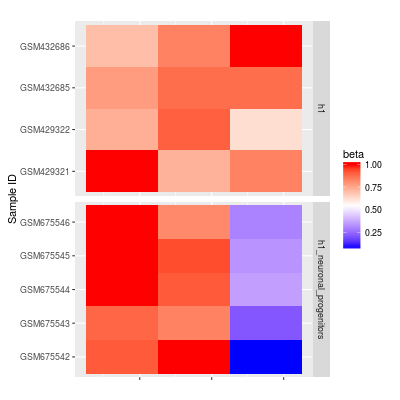 GSM432686
GSM432685
GSM429322
GSM429321
h1
GSM675546
GSM675545
GSM675544
GSM675543
GSM675542
h1_neuronal_progenitors
Sample ID
beta
1.00
0.75
0.50
0.25